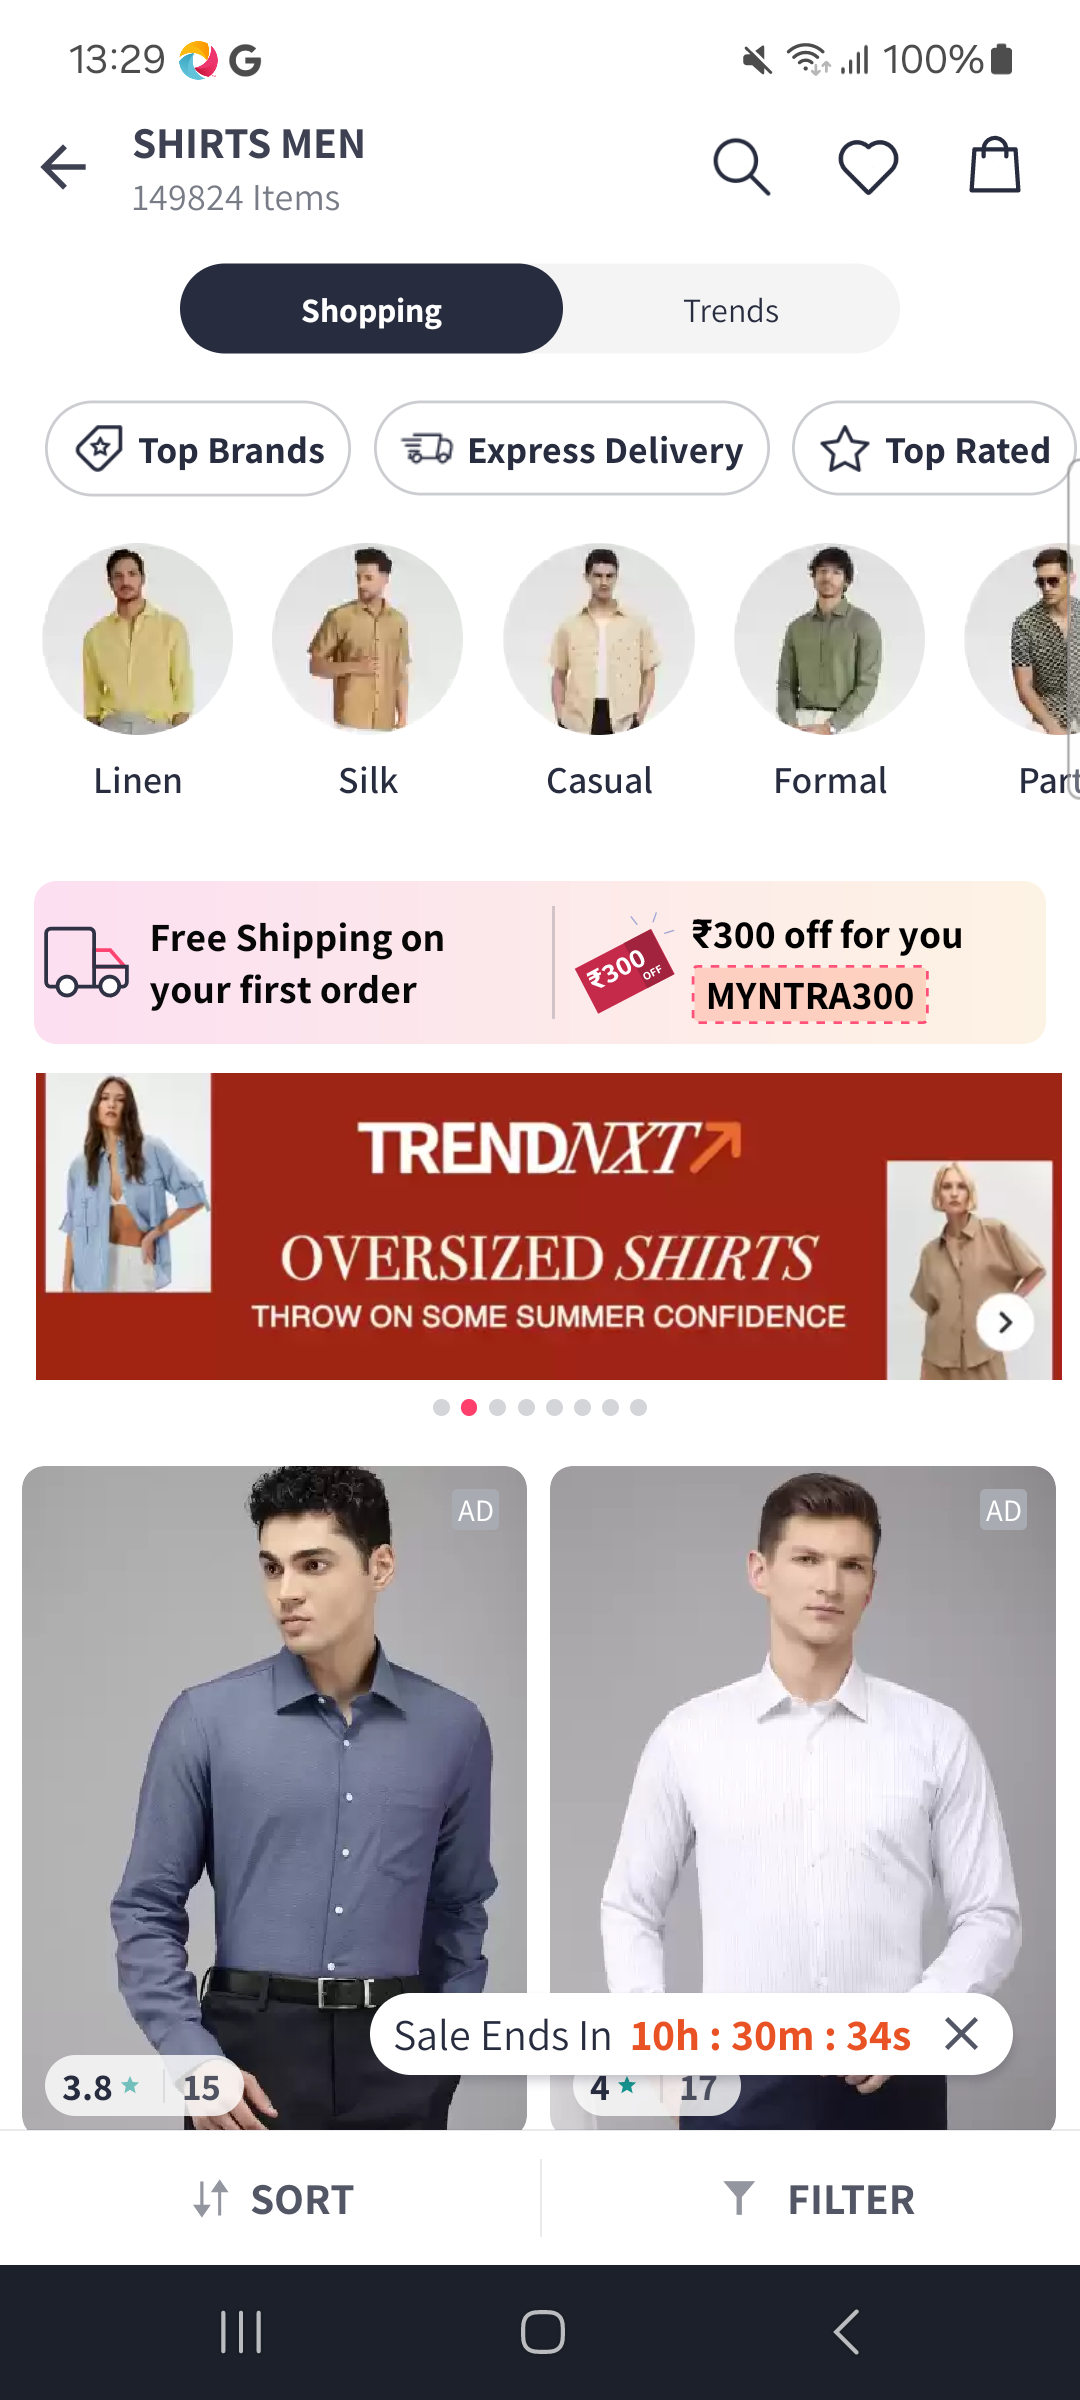 13:29
100%
SHIRTS MEN
149824 Items
Shopping
Trends
Top Brands
Express Delivery
Top Rated
Linen
Silk
Casual
Formal
Part
Free Shipping on
your first order
₹300
OFF
₹300 off for you
MYNTRA300
TRENDNXT
OVERSIZED SHIRTS
THROW ON SOME SUMMER CONFIDENCE
AD
AD
Sale Ends In 10h : 30m : 34s
3.8 15
4 17
SORT
FILTER